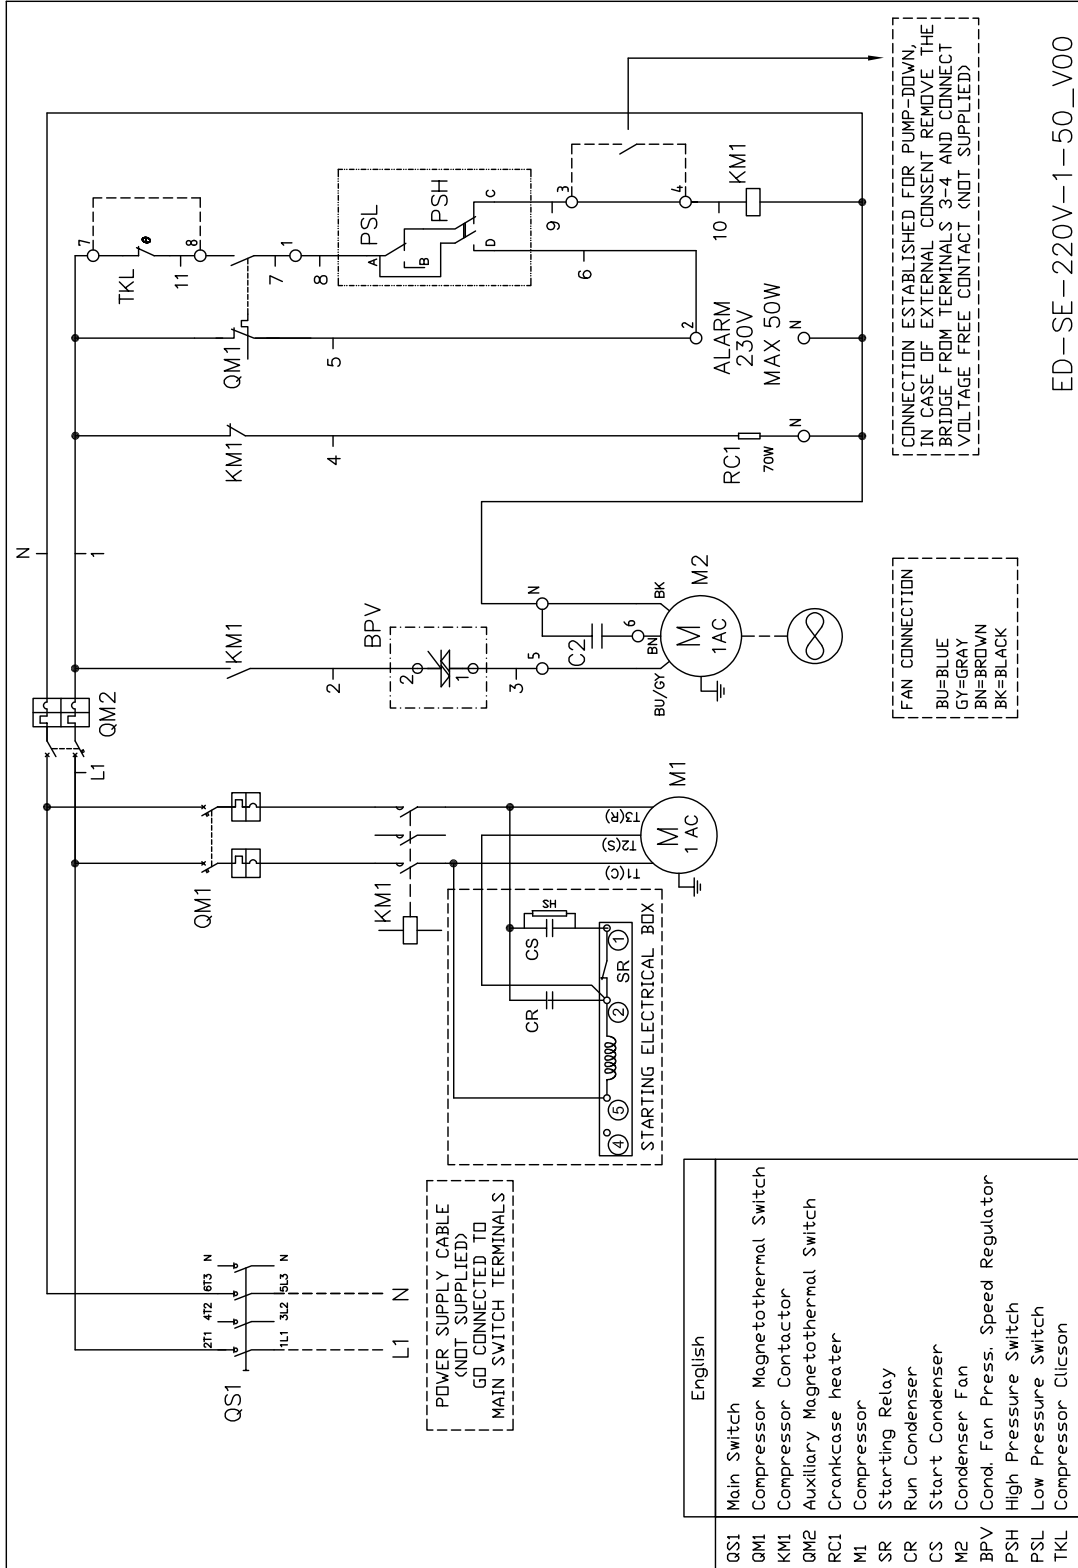 QS1
2T1 4T2 6T3 N
1L1 3L2 5L3 N
L1 N
POWER SUPPLY CABLE
(NOT SUPPLIED)
GO CONNECTED TO
MAIN SWITCH TERMINALS
QM1
KM1
CR
CS
HS
SR
4 5 2 1
STARTING ELECTRICAL BOX
T1(C)
T2(S)
T3(R)
M
1 AC
M1
L1
QM2
N
1
KM1
2
BPV
2
1
3
5
N
C2
6
BU/GY
BN
BK
M
1AC
M2
KM1
4
RC1
70W
N
QM1
5
2
ALARM
230V
MAX 50W
N
7
TKL
11
8
7
1
8
PSL
PSH
A
B
C
D
6
9
3
4
10
KM1
CONNECTION ESTABLISHED FOR PUMP-DOWN,
IN CASE OF EXTERNAL CONSENT REMOVE THE
BRIDGE FROM TERMINALS 3-4 AND CONNECT
VOLTAGE FREE CONTACT (NOT SUPPLIED)
FAN CONNECTION
BU=BLUE
GY=GRAY
BN=BROWN
BK=BLACK
English
QS1 Main Switch
QM1 Compressor Magnetothermal Switch
KM1 Compressor Contactor
QM2 Auxiliary Magnetothermal Switch
RC1 Crankcase heater
M1 Compressor
SR Starting Relay
CR Run Condenser
CS Start Condenser
M2 Condenser Fan
BPV Cond. Fan Press. Speed Regulator
PSH High Pressure Switch
PSL Low Pressure Switch
TKL Compressor Clicson
ED-SE-220V-1-50_V00